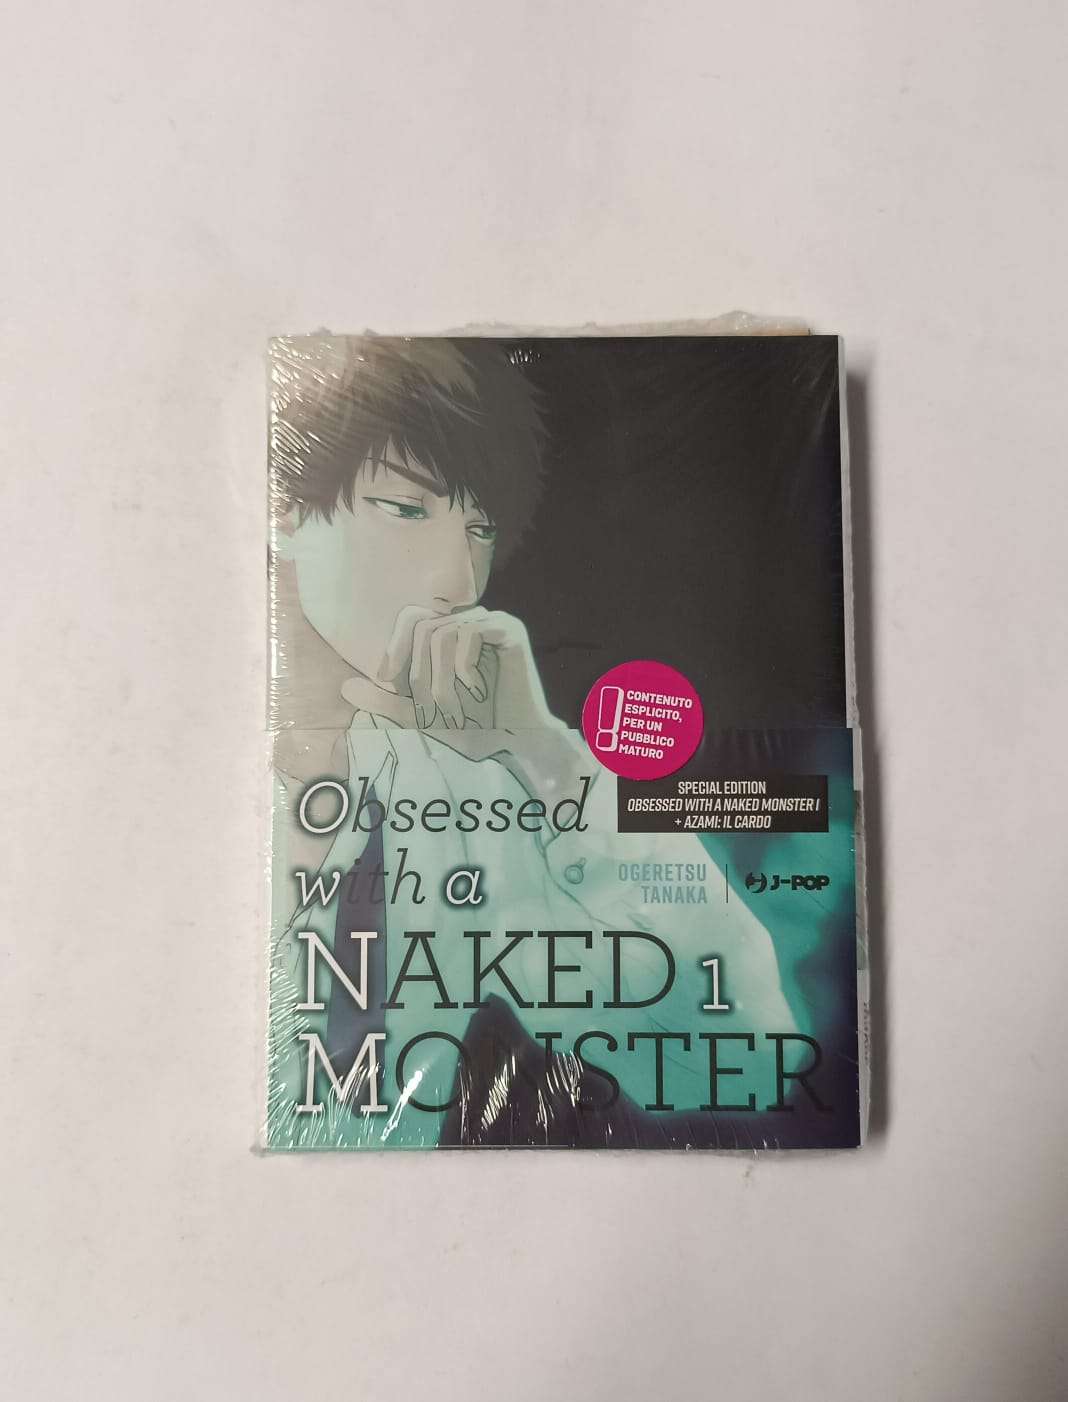 CONTENUTO
ESPLICITO,
PER UN
PUBBLICO
MATURO
Obsessed
with a
NAKED 1
MONSTER
SPECIAL EDITION
OBSESSED WITH A NAKED MONSTER 1
+ AZAMI: IL CARDO
OGERETSU
TANAKA
J-POP